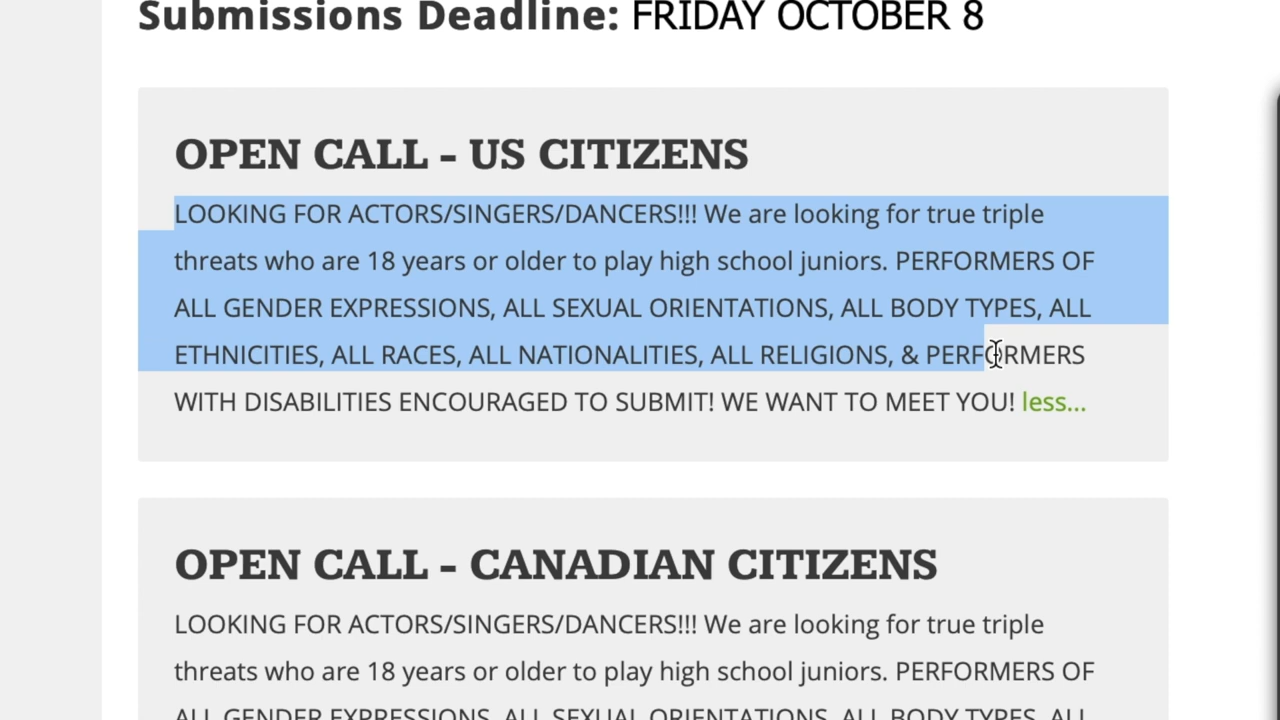 Submissions Deadline: FRIDAY OCTOBER 8
OPEN CALL - US CITIZENS
LOOKING FOR ACTORS/SINGERS/DANCERS!!! We are looking for true triple
threats who are 18 years or older to play high school juniors. PERFORMERS OF
ALL GENDER EXPRESSIONS, ALL SEXUAL ORIENTATIONS, ALL BODY TYPES, ALL
ETHNICITIES, ALL RACES, ALL NATIONALITIES, ALL RELIGIONS, & PERFORMERS
WITH DISABILITIES ENCOURAGED TO SUBMIT! WE WANT TO MEET YOU! less...
OPEN CALL - CANADIAN CITIZENS
LOOKING FOR ACTORS/SINGERS/DANCERS!!! We are looking for true triple
threats who are 18 years or older to play high school juniors. PERFORMERS OF
ALL GENDER EXPRESSIONS, ALL SEXUAL ORIENTATIONS, ALL BODY TYPES, ALL